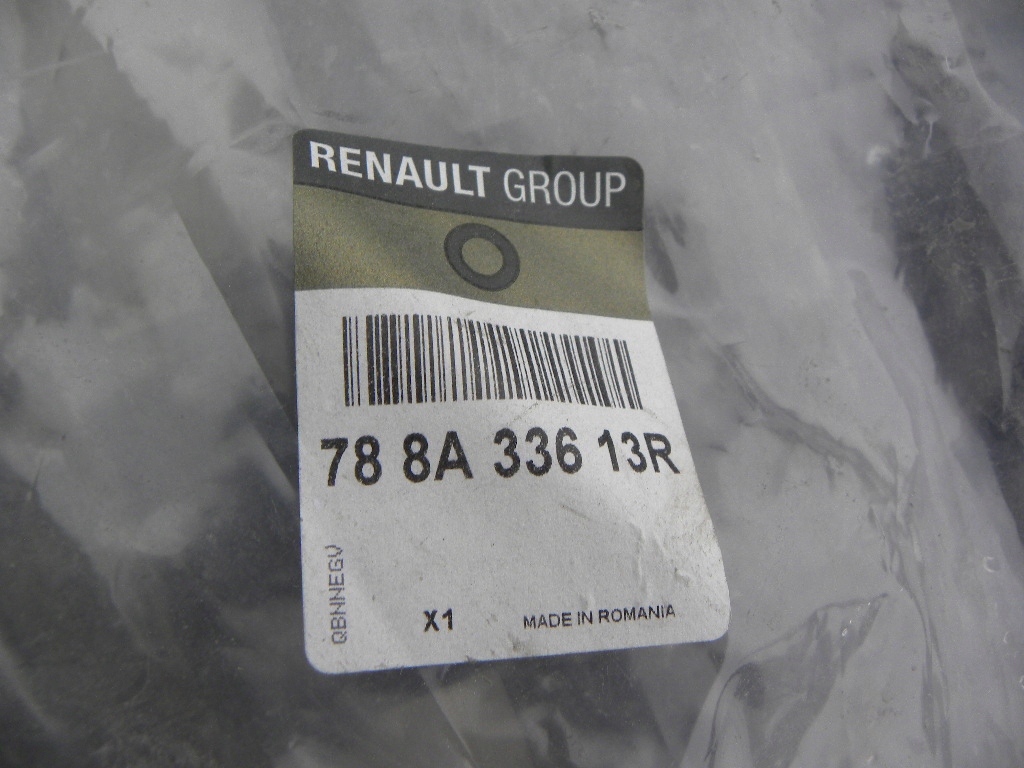 RENAULT GROUP
78 8A 336 13R
QBNNEGV
X1
MADE IN ROMANIA